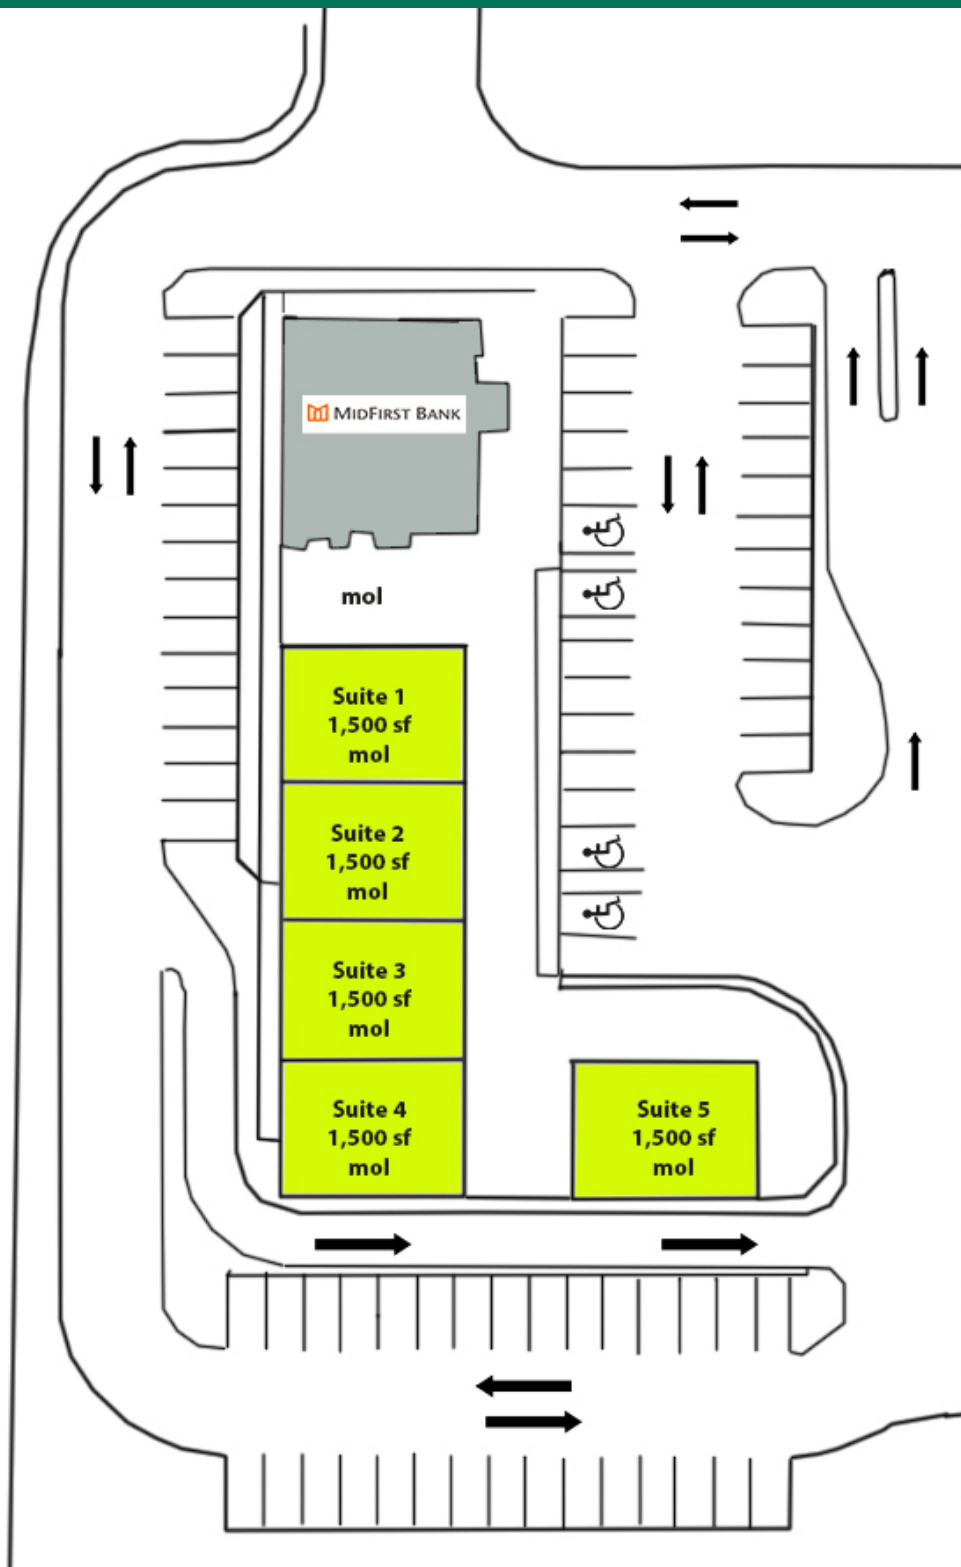 MIDFIRST BANK
mol
Suite 1
1,500 sf
mol
Suite 2
1,500 sf
mol
Suite 3
1,500 sf
mol
Suite 4
1,500 sf
mol
Suite 5
1,500 sf
mol